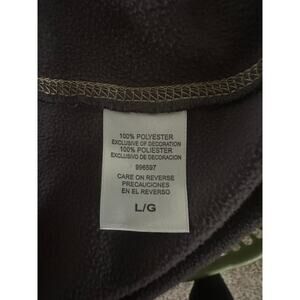 100% POLYESTER
EXCLUSIVE OF DECORATION
100% POLIESTER
EXCLUSIVO DE DECORACION
996597
CARE ON REVERSE
PRECAUCIONES
EN EL REVERSO
L/G